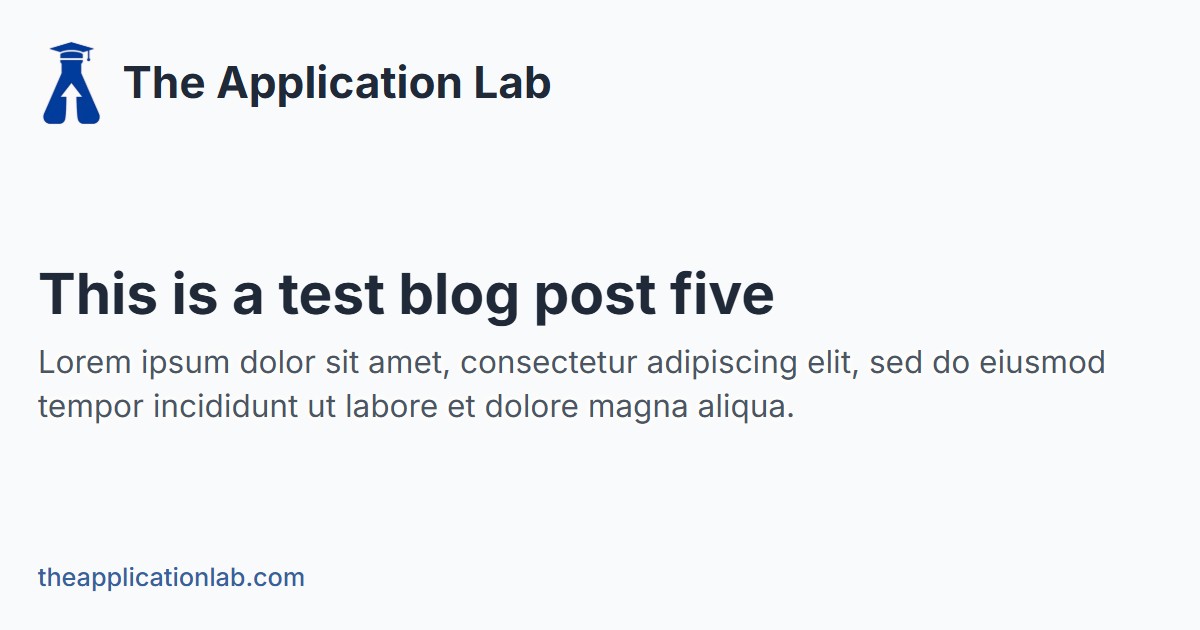 The Application Lab
This is a test blog post five
Lorem ipsum dolor sit amet, consectetur adipiscing elit, sed do eiusmod
tempor incididunt ut labore et dolore magna aliqua.
theapplicationlab.com